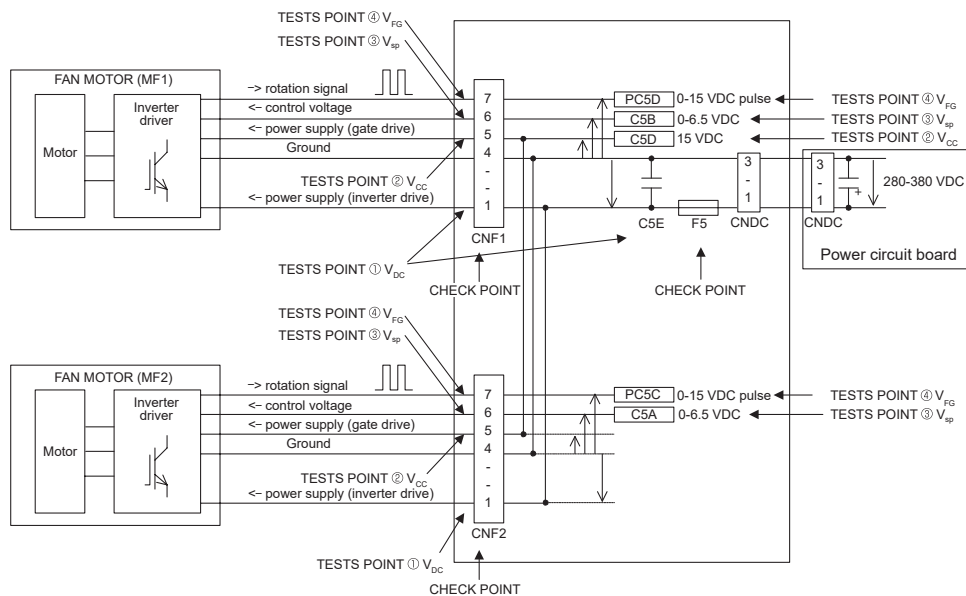 TESTS POINT ④ VFG
TESTS POINT ③ Vsp
FAN MOTOR (MF1)
Motor
Inverter
driver
−> rotation signal
<− control voltage
<− power supply (gate drive)
Ground
TESTS POINT ② VCC
<− power supply (inverter drive)
7
6
5
4
-
-
1
CNF1
PC5D 0-15 VDC pulse
C5B 0-6.5 VDC
C5D 15 VDC
TESTS POINT ④ VFG
TESTS POINT ③ Vsp
TESTS POINT ② VCC
C5E
F5
3
-
1
CNDC
3
-
1
CNDC
+
280-380 VDC
Power circuit board
TESTS POINT ① VDC
CHECK POINT
CHECK POINT
TESTS POINT ④ VFG
TESTS POINT ③ Vsp
FAN MOTOR (MF2)
Motor
Inverter
driver
−> rotation signal
<− control voltage
<− power supply (gate drive)
Ground
TESTS POINT ② VCC
<− power supply (inverter drive)
7
6
5
4
-
-
1
CNF2
PC5C 0-15 VDC pulse
C5A 0-6.5 VDC
TESTS POINT ④ VFG
TESTS POINT ③ Vsp
TESTS POINT ① VDC
CHECK POINT